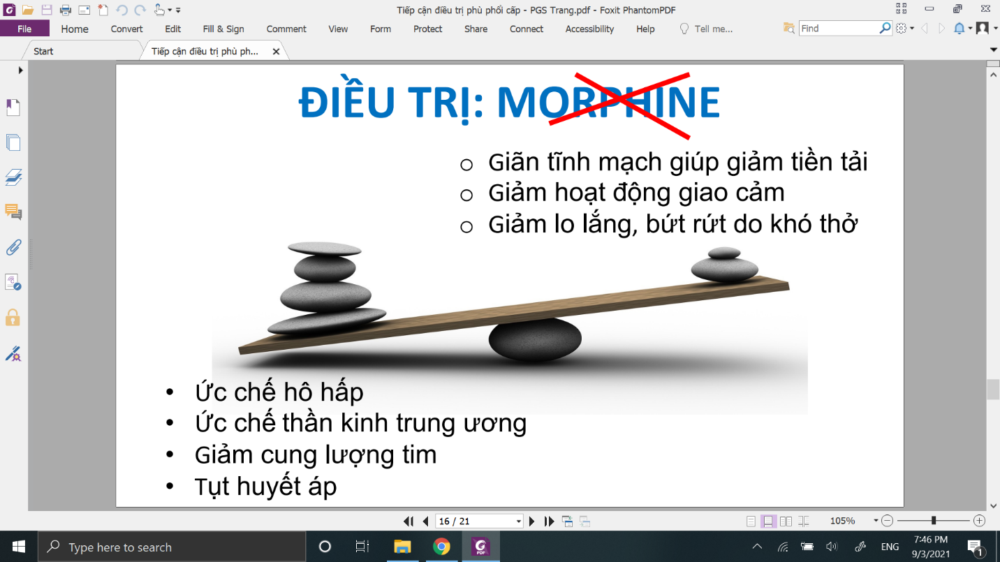 Tiếp cận điều trị phù phổi cấp - PGS Trang.pdf - Foxit PhantomPDF
File Home Convert Edit Fill & Sign Comment View Form Protect Share Connect Accessibility Help Tell me... Find
Start Tiếp cận điều trị phù ph...
ĐIỀU TRỊ: MORPHINE
o Giãn tĩnh mạch giúp giảm tiền tải
o Giảm hoạt động giao cảm
o Giảm lo lắng, bứt rứt do khó thở
• Ức chế hô hấp
• Ức chế thần kinh trung ương
• Giảm cung lượng tim
• Tụt huyết áp
16 / 21 105%
Type here to search ENG 7:46 PM
9/3/2021 1